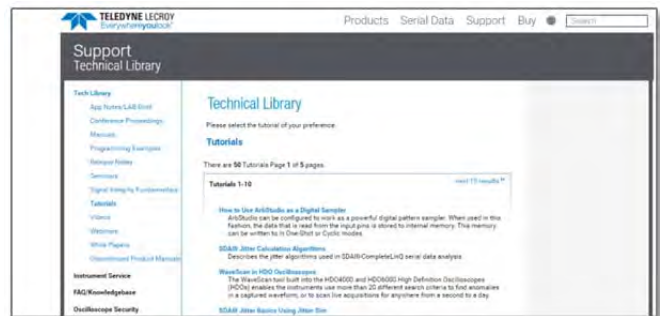 TELEDYNE LECROY
Everywhereyoulook
Products Serial Data Support Buy Search
Support
Technical Library
Tech Library
App Notes/LAB Brief
Conference Proceedings
Manuals
Programming Examples
Release Notes
Seminars
Signal Integrity Fundamentals
Tutorials
Videos
Webinars
White Papers
Discontinued Product Manuals
Instrument Service
FAQ/Knowledgebase
Oscilloscope Security
Technical Library
Please select the tutorial of your preference.
Tutorials
There are 50 Tutorials Page 1 of 5 pages.
Tutorials 1-10
next 10 results
How to Use ArbStudio as a Digital Sampler
ArbStudio can be configured to work as a powerful digital pattern sampler. When used in this
fashion, the data that is read from the input pins is stored to internal memory. This memory
can be written to in One-Shot or Cyclic modes.
SDAIII Jitter Calculation Algorithms
Describes the jitter algorithms used in SDAIII-CompleteLinQ serial data analysis.
WaveScan in HDO Oscilloscopes
The WaveScan tool built into the HDO4000 and HDO6000 High Definition Oscilloscopes
(HDOs) enables the instruments use more than 20 different search criteria to find anomalies
in a captured waveform, or to scan live acquisitions for anywhere from a second to a day.
SDAIII Jitter Basics Using Jitter Sim